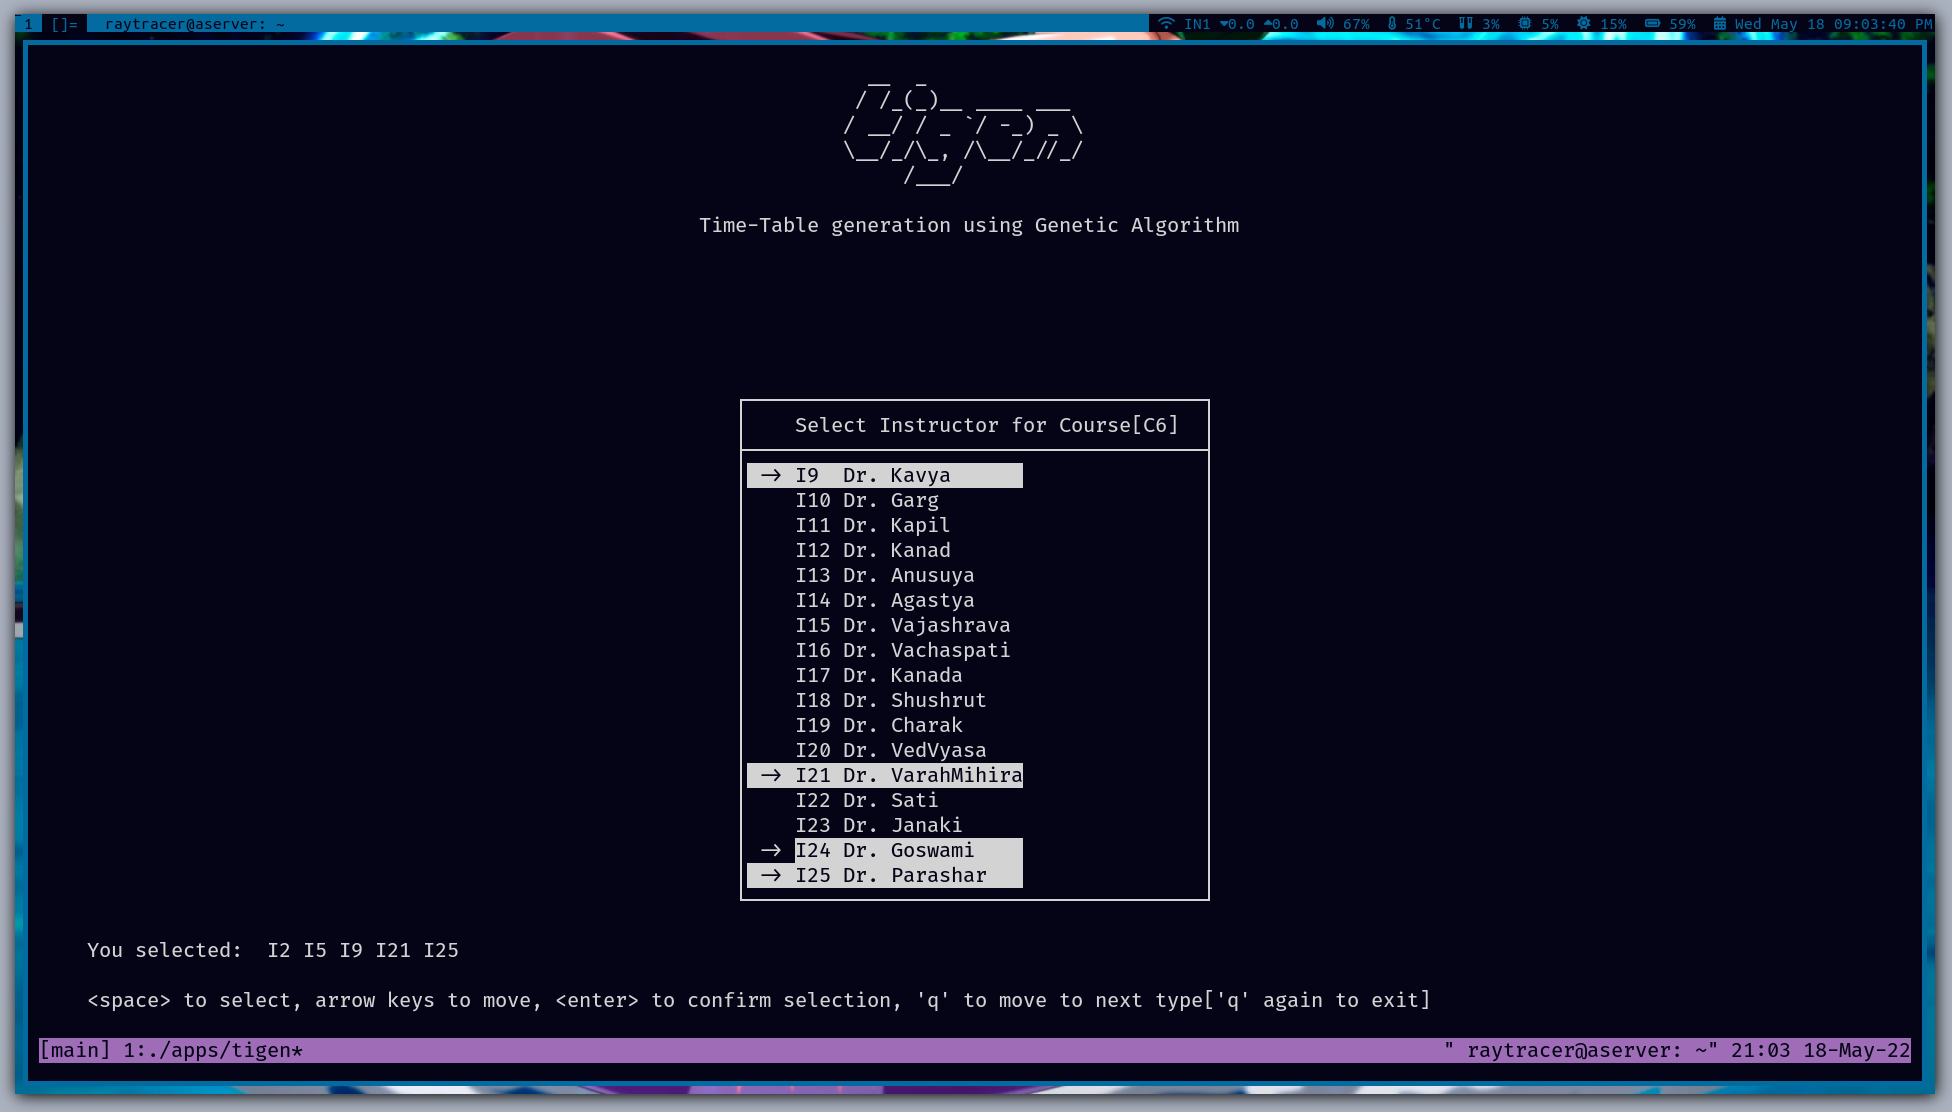 1 []= raytracer@aserver: ~ IN1 ▾0.0 ▴0.0 67% 51°C 3% 5% 15% 59% Wed May 18 09:03:40 PM
tigen
Time-Table generation using Genetic Algorithm
Select Instructor for Course[C6]
→ I9 Dr. Kavya
I10 Dr. Garg
I11 Dr. Kapil
I12 Dr. Kanad
I13 Dr. Anusuya
I14 Dr. Agastya
I15 Dr. Vajashrava
I16 Dr. Vachaspati
I17 Dr. Kanada
I18 Dr. Shushrut
I19 Dr. Charak
I20 Dr. VedVyasa
→ I21 Dr. VarahMihira
I22 Dr. Sati
I23 Dr. Janaki
→ I24 Dr. Goswami
→ I25 Dr. Parashar
You selected: I2 I5 I9 I21 I25
<space> to select, arrow keys to move, <enter> to confirm selection, 'q' to move to next type['q' again to exit]
[main] 1:./apps/tigen* " raytracer@aserver: ~" 21:03 18-May-22